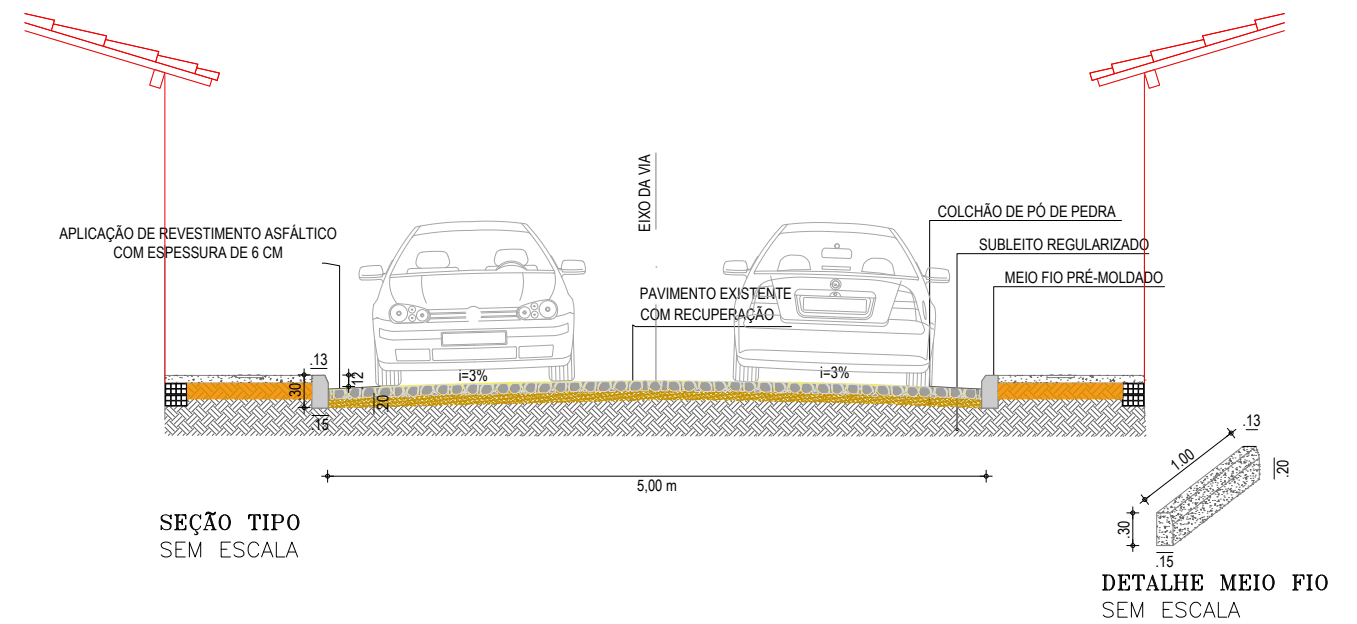 EIXO DA VIA
COLCHÃO DE PÓ DE PEDRA
APLICAÇÃO DE REVESTIMENTO ASFÁLTICO
COM ESPESSURA DE 6 CM
SUBLEITO REGULARIZADO
MEIO FIO PRÉ-MOLDADO
PAVIMENTO EXISTENTE
COM RECUPERAÇÃO
.13
12
i=3%
i=3%
.30
20
.15
5,00 m
SEÇÃO TIPO
SEM ESCALA
.13
1.00
.20
.30
.15
DETALHE MEIO FIO
SEM ESCALA